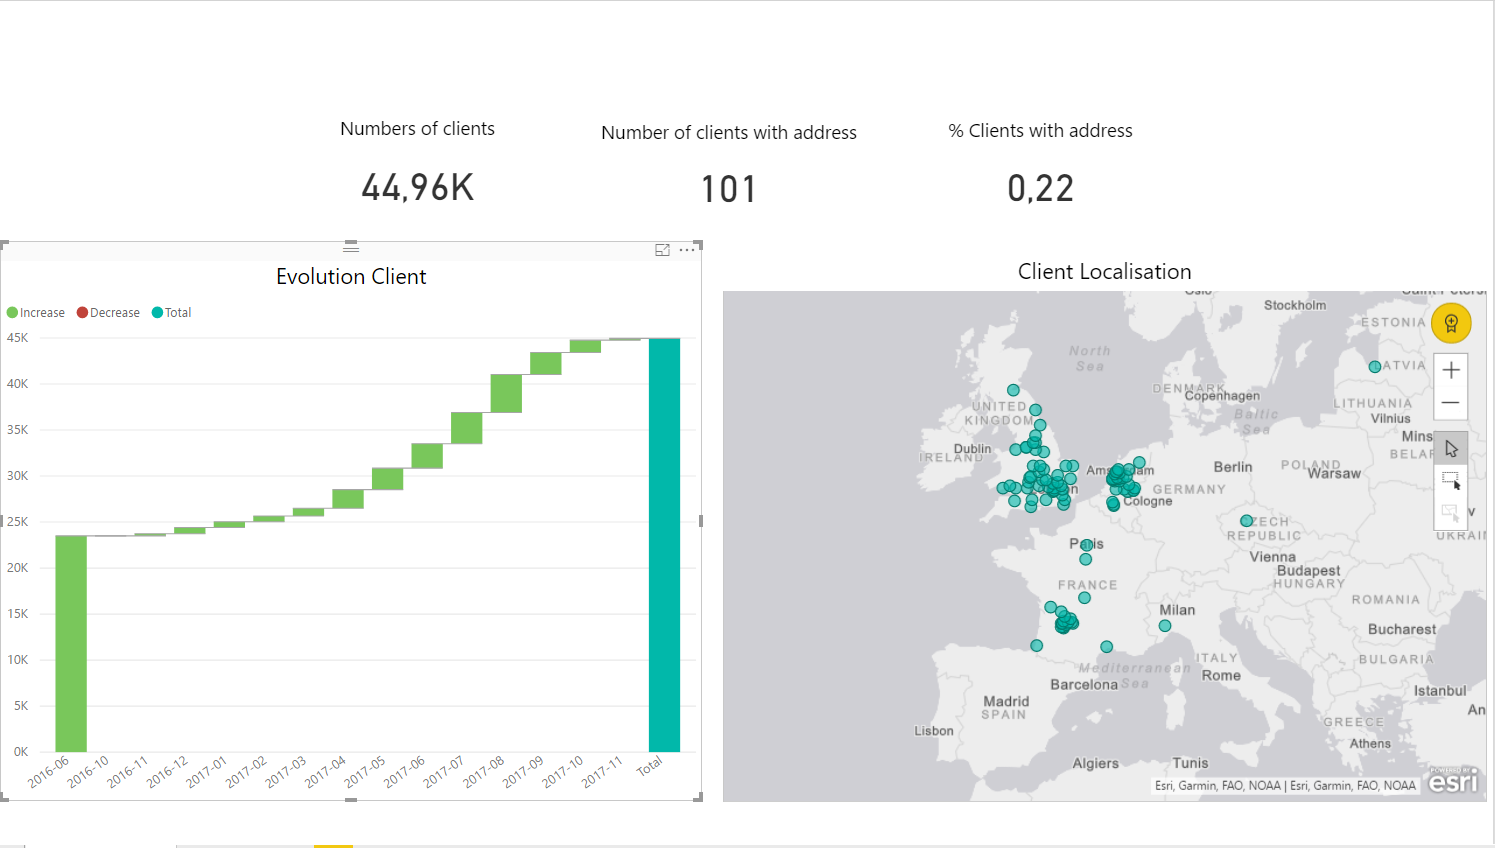 Numbers of clients
Number of clients with address
% Clients with address
44,96K
101
0,22
Evolution Client
Increase Decrease Total
45K
40K
35K
30K
25K
20K
15K
10K
5K
0K
2016-06 2016-10 2016-11 2016-12 2017-01 2017-02 2017-03 2017-04 2017-05 2017-06 2017-07 2017-08 2017-09 2017-10 2017-11 Total
Client Localisation
Stockholm
ESTONIA
North
Sea
ATVIA
DENMARK
Copenhagen
UNITED
KINGDOM
LITHUANIA
Baltic
Sea
Vilnius
Mins
Dublin
IRELAND
BELAR
Ams dam
Berlin
POLAND
Warsaw
GERMANY
Cologne
v
ZECH
REPUBLIC
UKRAI
Paris
Vienna
Budapest
HUNGARY
FRANCE
ROMANIA
Milan
Bucharest
ITALY
BULGARIA
Mediterranean
Sea
Rome
Barcelona
Istanbul
Madrid
SPAIN
An
GREECE
Lisbon
Athens
Algiers
Tunis
Esri, Garmin, FAO, NOAA | Esri, Garmin, FAO, NOAA
POWERED BY
esri